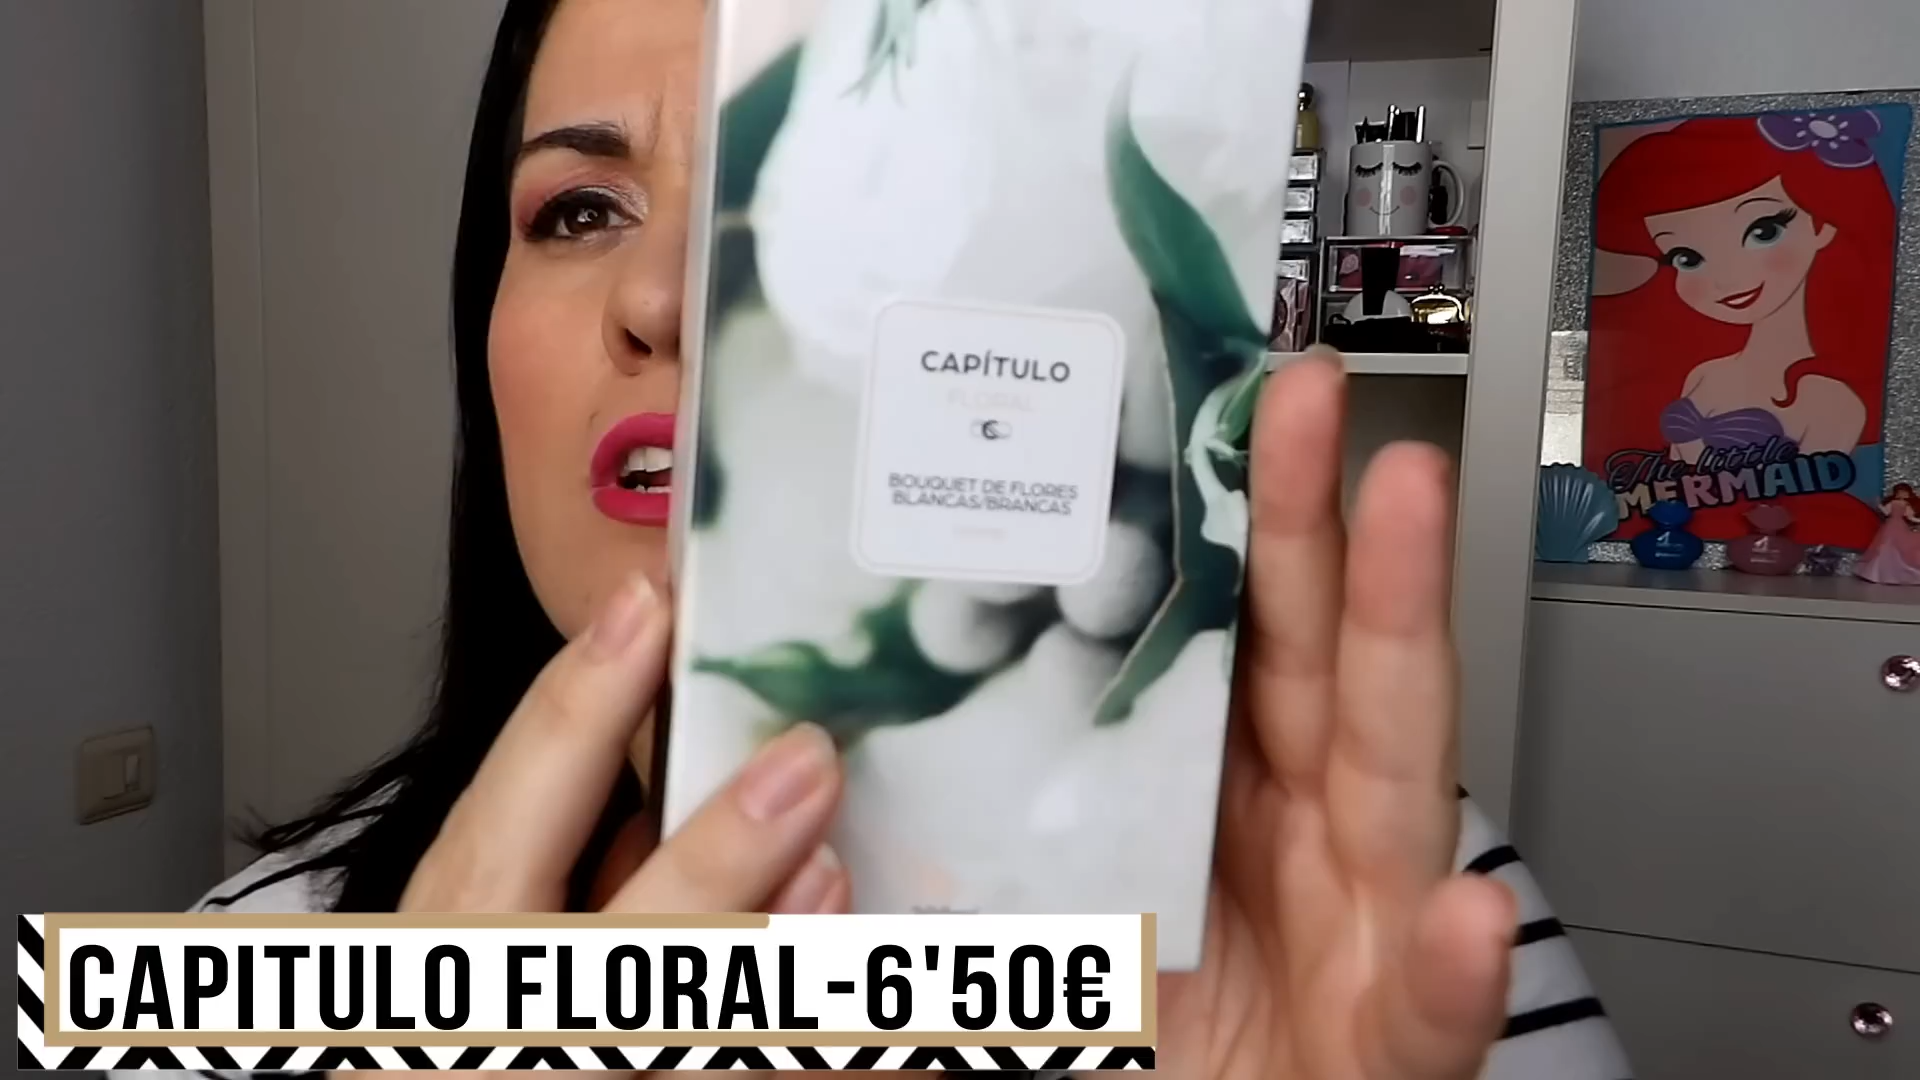 CAPÍTULO
FLORAL
BOUQUET DE FLORES
BLANCAS/BRANCAS
The little
MERMAID
CAPITULO FLORAL-6'50€